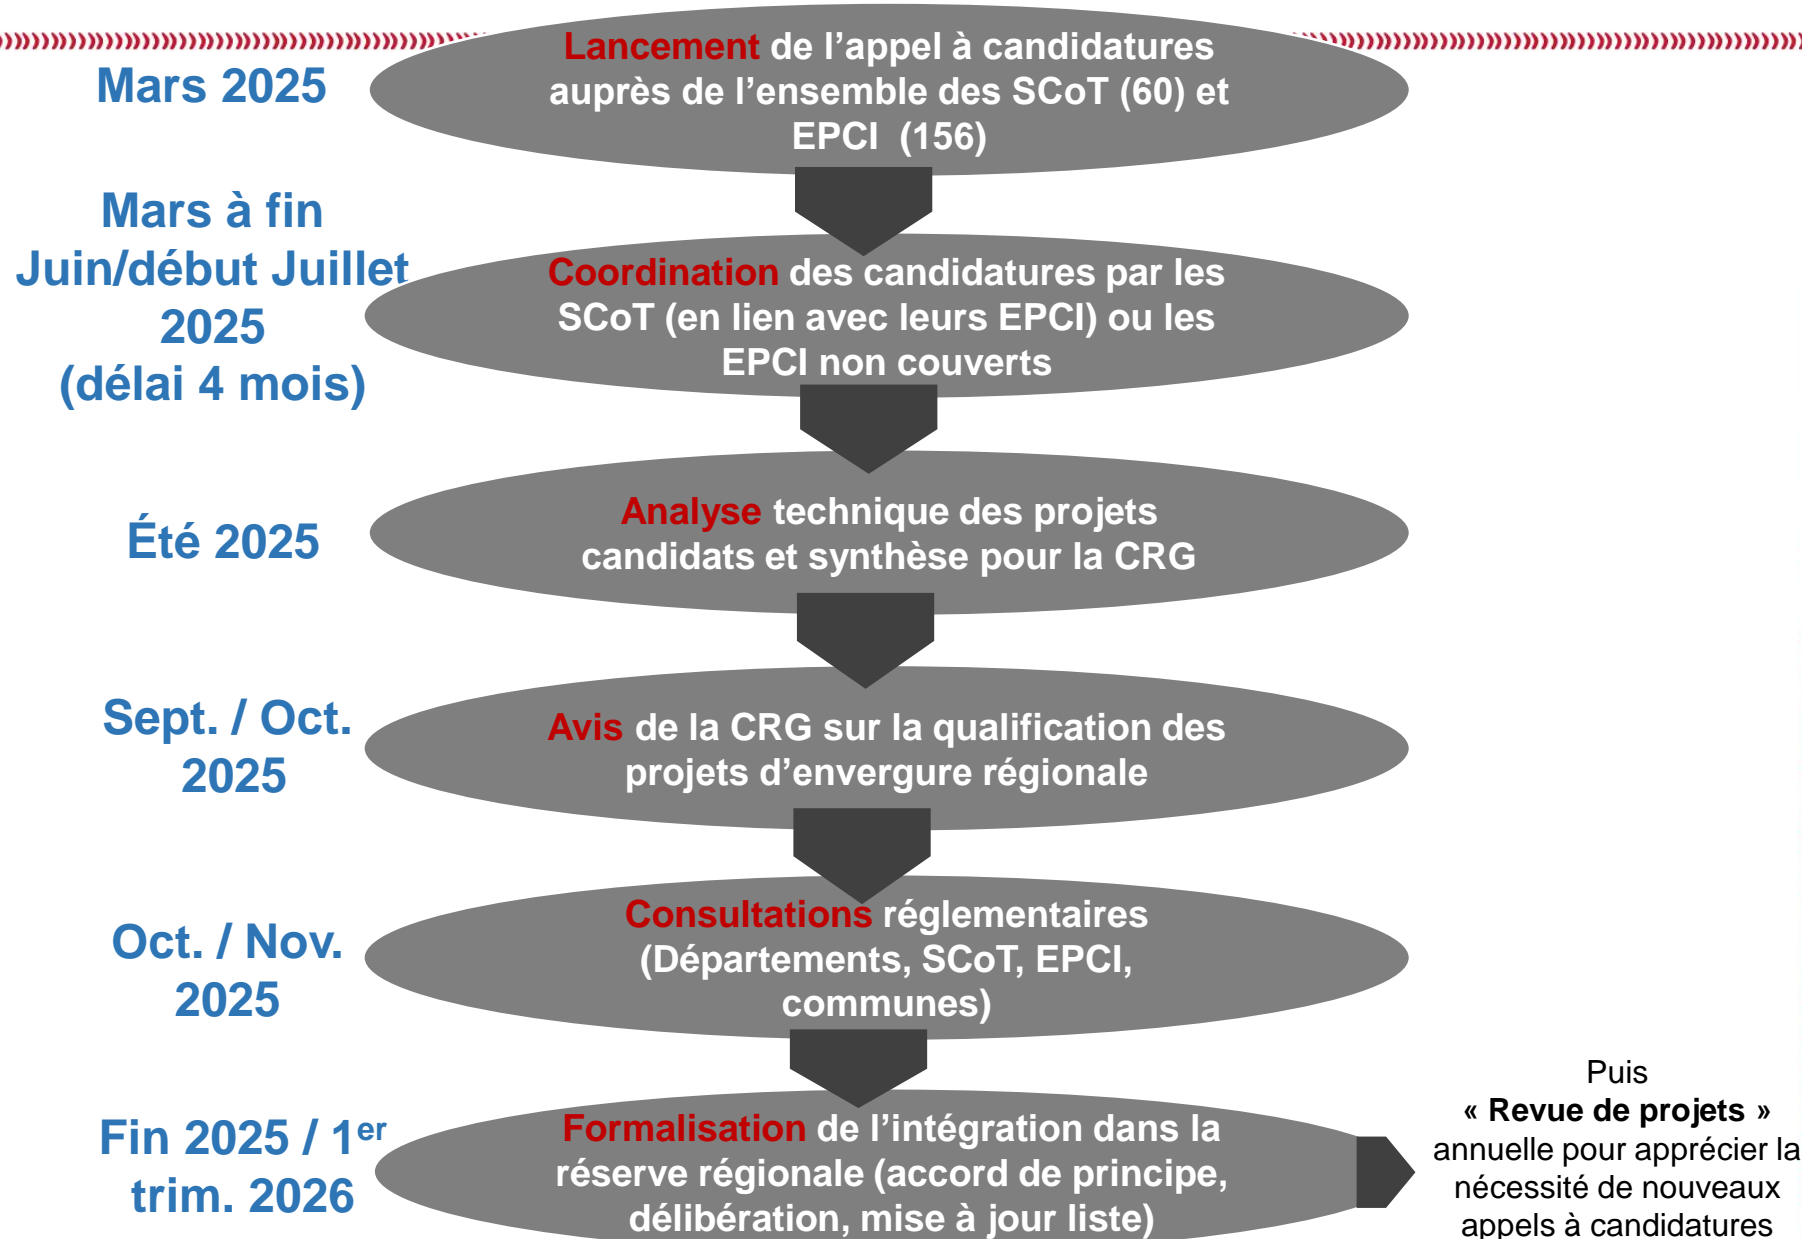 Mars 2025
Lancement de l’appel à candidatures
auprès de l’ensemble des SCoT (60) et
EPCI (156)
Mars à fin
Juin/début Juillet
2025
(délai 4 mois)
Coordination des candidatures par les
SCoT (en lien avec leurs EPCI) ou les
EPCI non couverts
Été 2025
Analyse technique des projets
candidats et synthèse pour la CRG
Sept. / Oct.
2025
Avis de la CRG sur la qualification des
projets d’envergure régionale
Oct. / Nov.
2025
Consultations réglementaires
(Départements, SCoT, EPCI,
communes)
Fin 2025 / 1er
trim. 2026
Formalisation de l’intégration dans la
réserve régionale (accord de principe,
délibération, mise à jour liste)
Puis
« Revue de projets »
annuelle pour apprécier la
nécessité de nouveaux
appels à candidatures